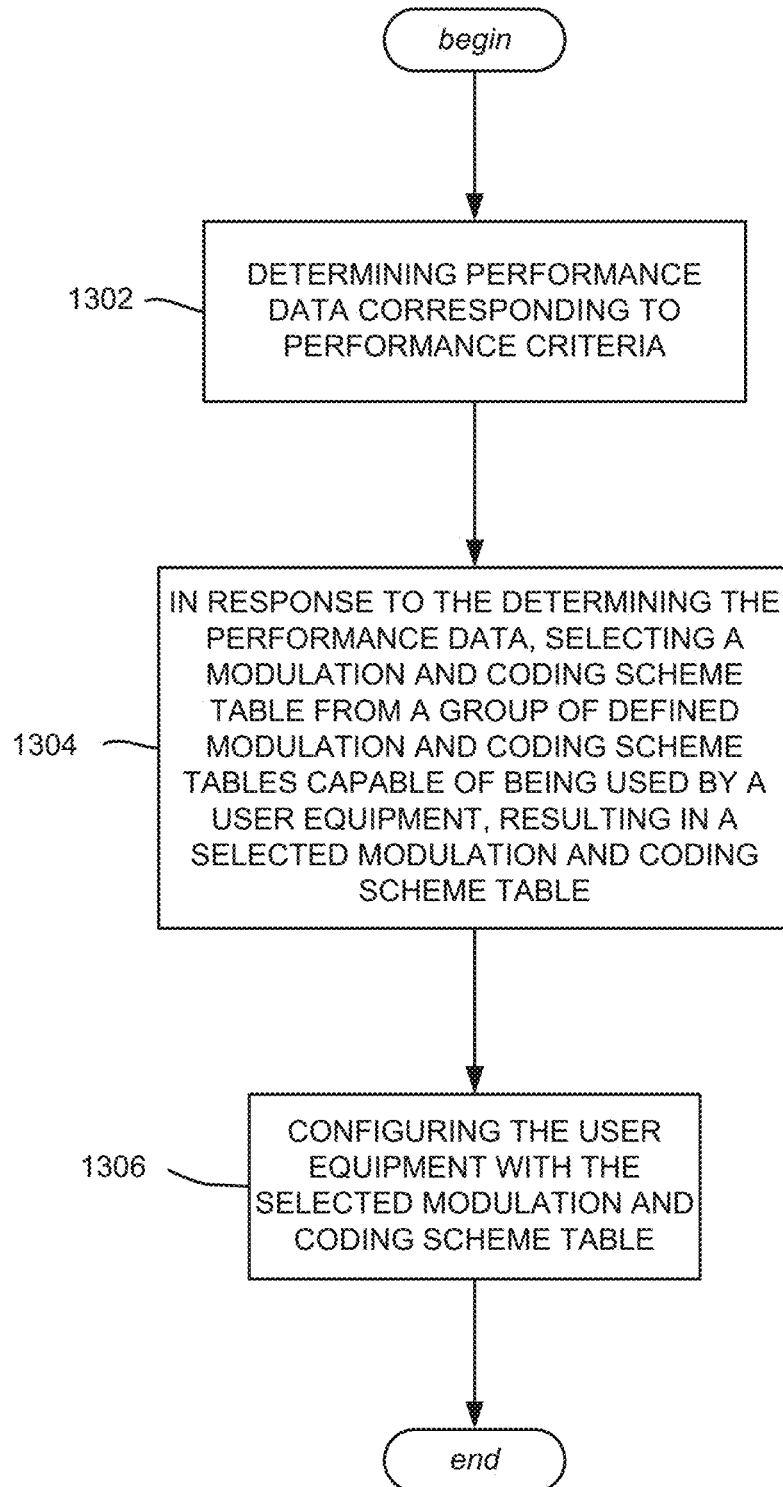 begin
1302
DETERMINING PERFORMANCE
DATA CORRESPONDING TO
PERFORMANCE CRITERIA
1304
IN RESPONSE TO THE DETERMINING THE
PERFORMANCE DATA, SELECTING A
MODULATION AND CODING SCHEME
TABLE FROM A GROUP OF DEFINED
MODULATION AND CODING SCHEME
TABLES CAPABLE OF BEING USED BY A
USER EQUIPMENT, RESULTING IN A
SELECTED MODULATION AND CODING
SCHEME TABLE
1306
CONFIGURING THE USER
EQUIPMENT WITH THE
SELECTED MODULATION AND
CODING SCHEME TABLE
end